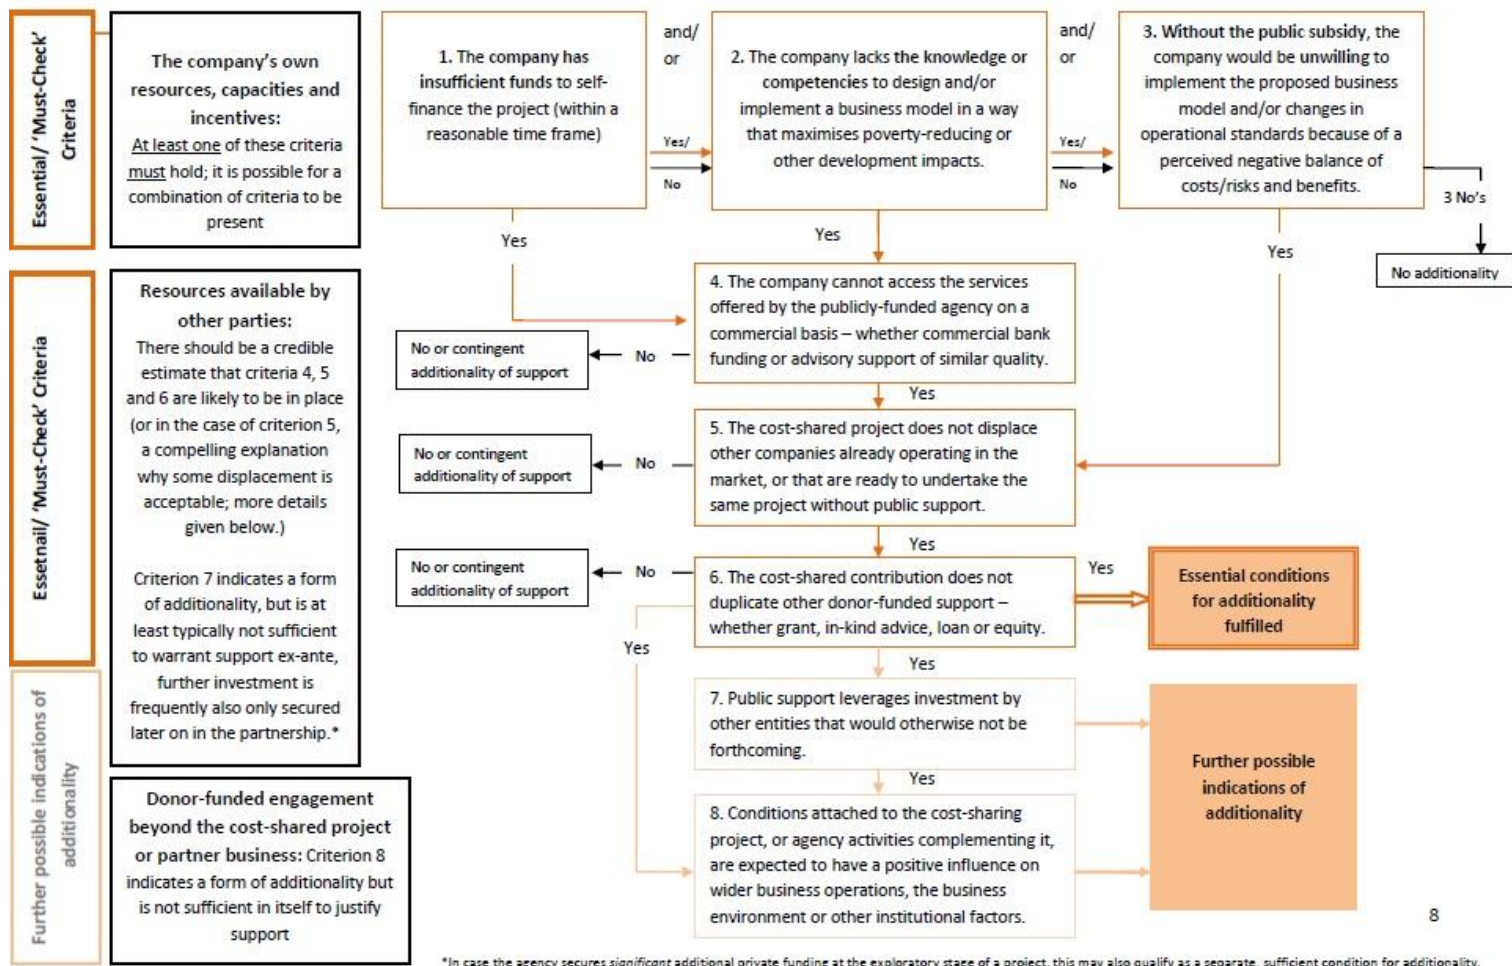 Essential/ 'Must-Check'
Criteria
The company's own
resources, capacities and
incentives:
At least one of these criteria
must hold; it is possible for a
combination of criteria to be
present
1. The company has
insufficient funds to self-
finance the project (within a
reasonable time frame)
and/
or
Yes/
No
2. The company lacks the knowledge or
competencies to design and/or
implement a business model in a way
that maximises poverty-reducing or
other development impacts.
and/
or
Yes/
No
3. Without the public subsidy, the
company would be unwilling to
implement the proposed business
model and/or changes in
operational standards because of a
perceived negative balance of
costs/risks and benefits.
3 No's
No additionality
Yes
Yes
Yes
Essetnail/ 'Must-Check' Criteria
Resources available by
other parties:
There should be a credible
estimate that criteria 4, 5
and 6 are likely to be in place
(or in the case of criterion 5,
a compelling explanation
why some displacement is
acceptable; more details
given below.)
Criterion 7 indicates a form
of additionality, but is at
least typically not sufficient
to warrant support ex-ante,
further investment is
frequently also only secured
later on in the partnership.*
4. The company cannot access the services
offered by the publicly-funded agency on a
commercial basis – whether commercial bank
funding or advisory support of similar quality.
No
No or contingent
additionality of support
Yes
5. The cost-shared project does not displace
other companies already operating in the
market, or that are ready to undertake the
same project without public support.
No
No or contingent
additionality of support
Yes
6. The cost-shared contribution does not
duplicate other donor-funded support –
whether grant, in-kind advice, loan or equity.
No
No or contingent
additionality of support
Yes
Essential conditions
for additionality
fulfilled
Yes
Yes
Further possible indications of
additionality
7. Public support leverages investment by
other entities that would otherwise not be
forthcoming.
Yes
Further possible
indications of
additionality
Donor-funded engagement
beyond the cost-shared project
or partner business: Criterion 8
indicates a form of additionality but
is not sufficient in itself to justify
support
8. Conditions attached to the cost-sharing
project, or agency activities complementing it,
are expected to have a positive influence on
wider business operations, the business
environment or other institutional factors.
8
*In case the agency secures significant additional private funding at the exploratory stage of a project, this may also qualify as a separate, sufficient condition for additionality.